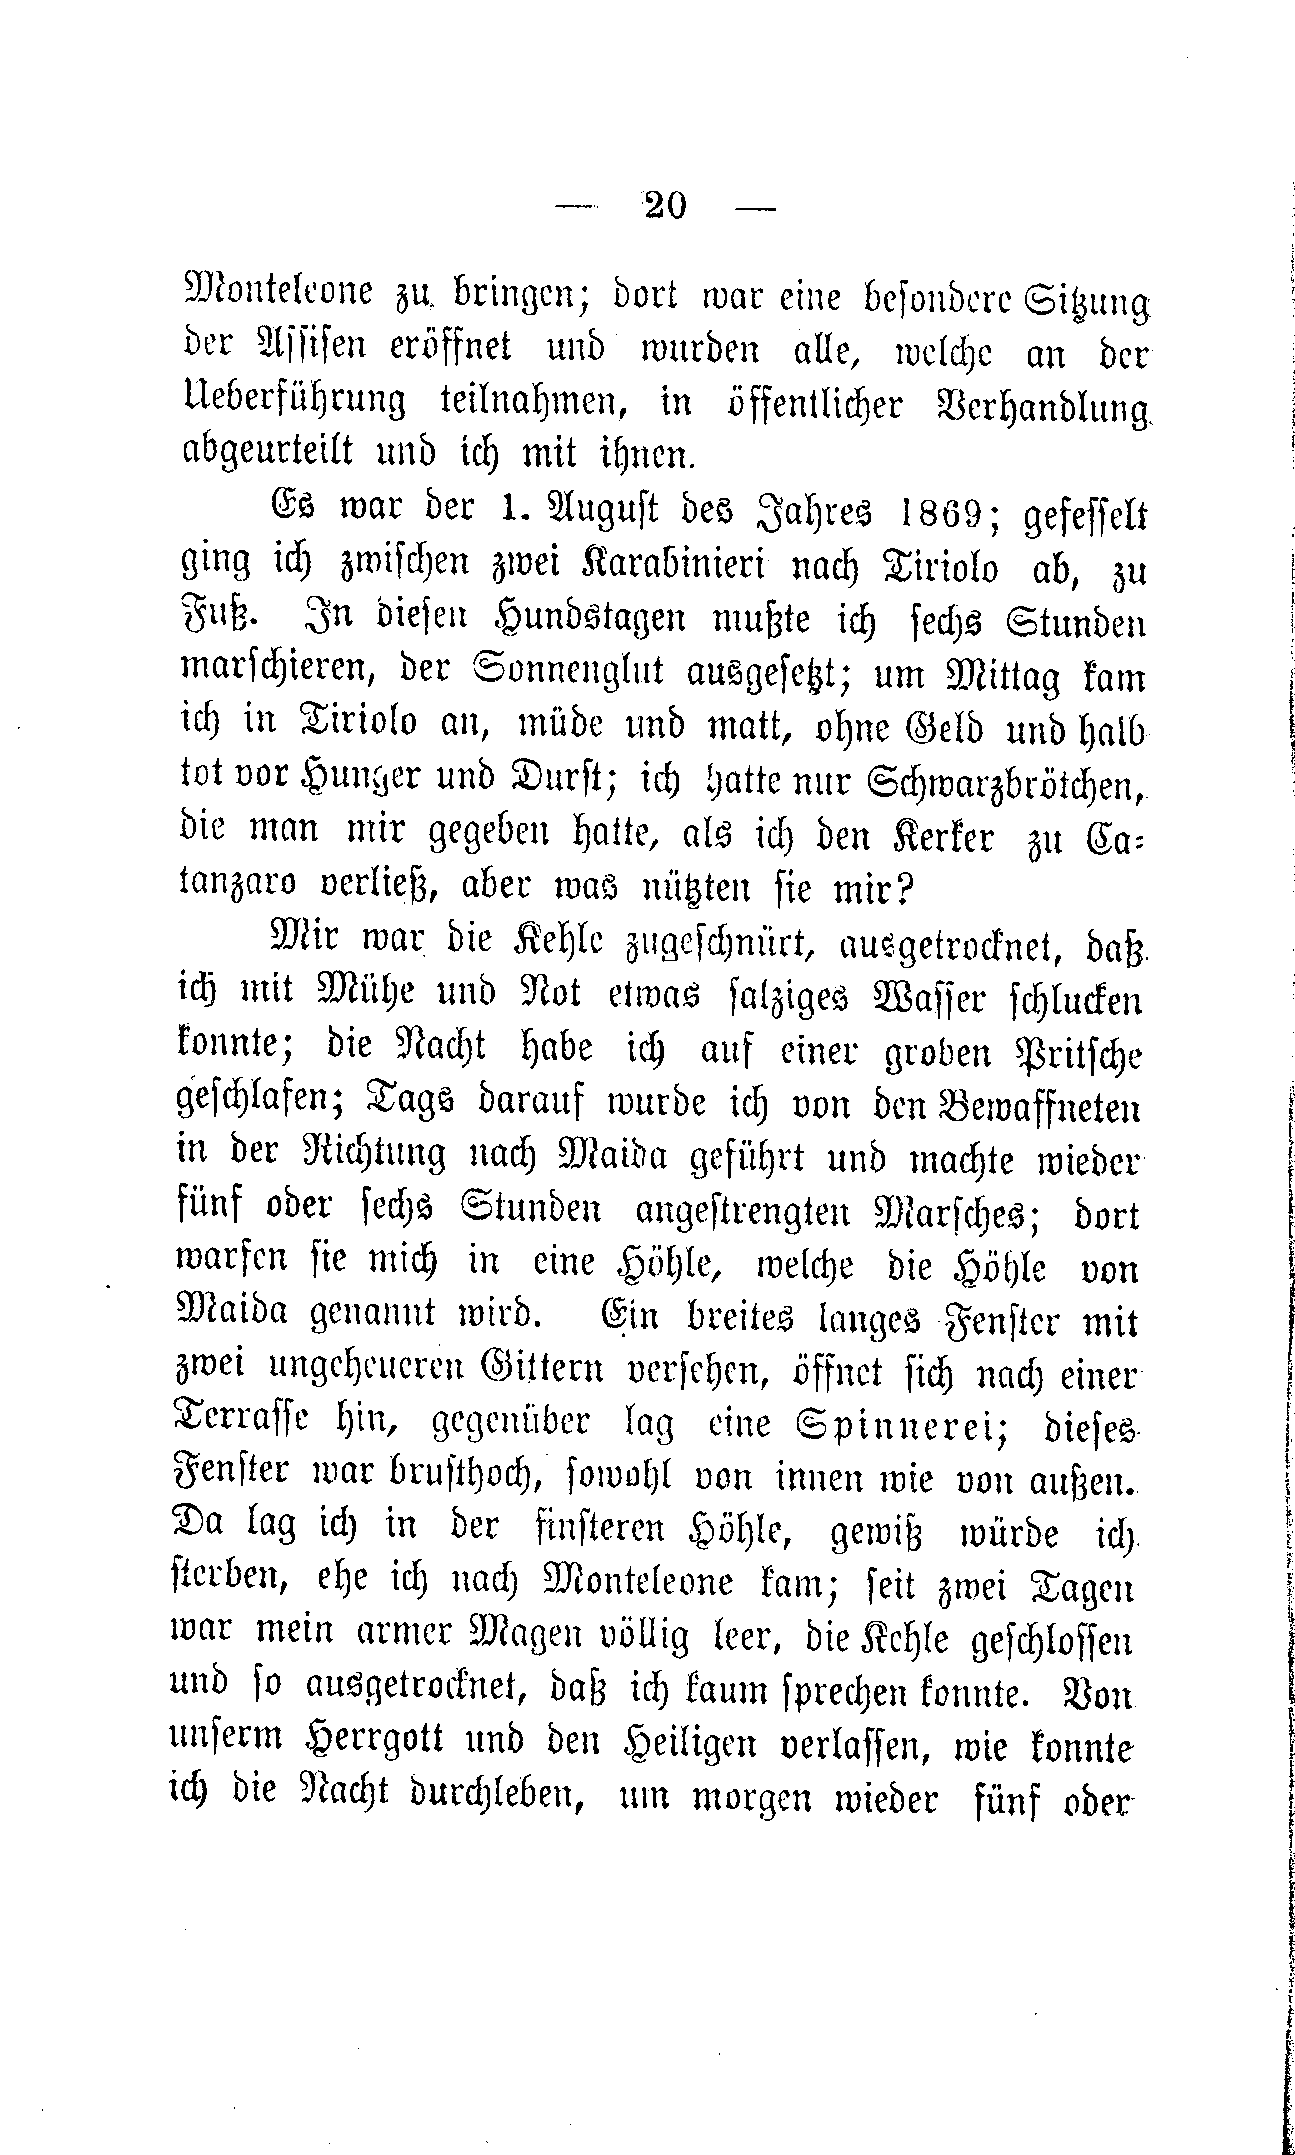 — 20 —
Monteleone zu bringen; dort war eine besondere Sitzung
der Assisen eröffnet und wurden alle, welche an der
Ueberführung teilnahmen, in öffentlicher Verhandlung
abgeurteilt und ich mit ihnen.
Es war der 1. August des Jahres 1869; gefesselt
ging ich zwischen zwei Karabinieri nach Tiriolo ab, zu
Fuß. In diesen Hundstagen mußte ich sechs Stunden
marschieren, der Sonnenglut ausgesetzt; um Mittag kam
ich in Tiriolo an, müde und matt, ohne Geld und halb
tot vor Hunger und Durst; ich hatte nur Schwarzbrötchen,
die man mir gegeben hatte, als ich den Kerker zu Ca-
tanzaro verließ, aber was nützten sie mir?
Mir war die Kehle zugeschnürt, ausgetrocknet, daß
ich mit Mühe und Not etwas salziges Wasser schlucken
konnte; die Nacht habe ich auf einer groben Pritsche
geschlafen; Tags darauf wurde ich von den Bewaffneten
in der Richtung nach Maida geführt und machte wieder
fünf oder sechs Stunden angestrengten Marsches; dort
warfen sie mich in eine Höhle, welche die Höhle von
Maida genannt wird. Ein breites langes Fenster mit
zwei ungeheueren Gittern versehen, öffnet sich nach einer
Terrasse hin, gegenüber lag eine Spinnerei; dieses
Fenster war brusthoch, sowohl von innen wie von außen.
Da lag ich in der finsteren Höhle, gewiß würde ich
sterben, ehe ich nach Monteleone kam; seit zwei Tagen
war mein armer Magen völlig leer, die Kehle geschlossen
und so ausgetrocknet, daß ich kaum sprechen konnte. Von
unserm Herrgott und den Heiligen verlassen, wie konnte
ich die Nacht durchleben, um morgen wieder fünf oder